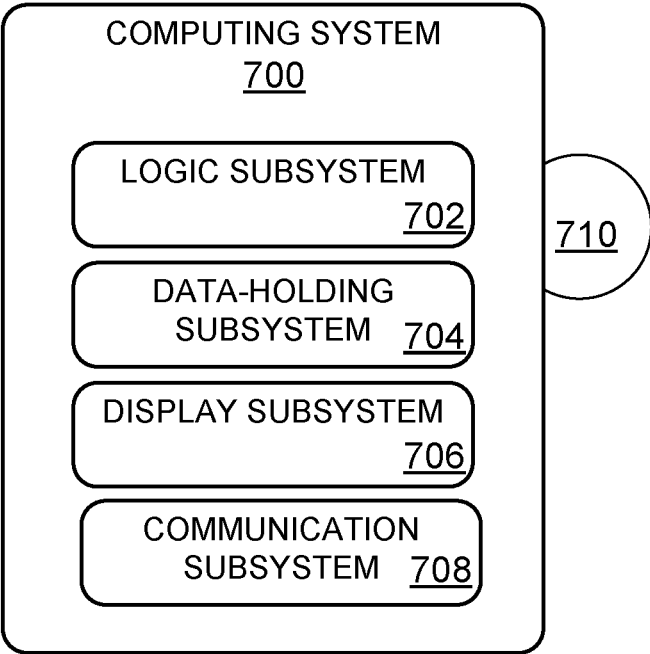 COMPUTING SYSTEM
700
LOGIC SUBSYSTEM
702
710
DATA-HOLDING
SUBSYSTEM 704
DISPLAY SUBSYSTEM
706
COMMUNICATION
SUBSYSTEM 708